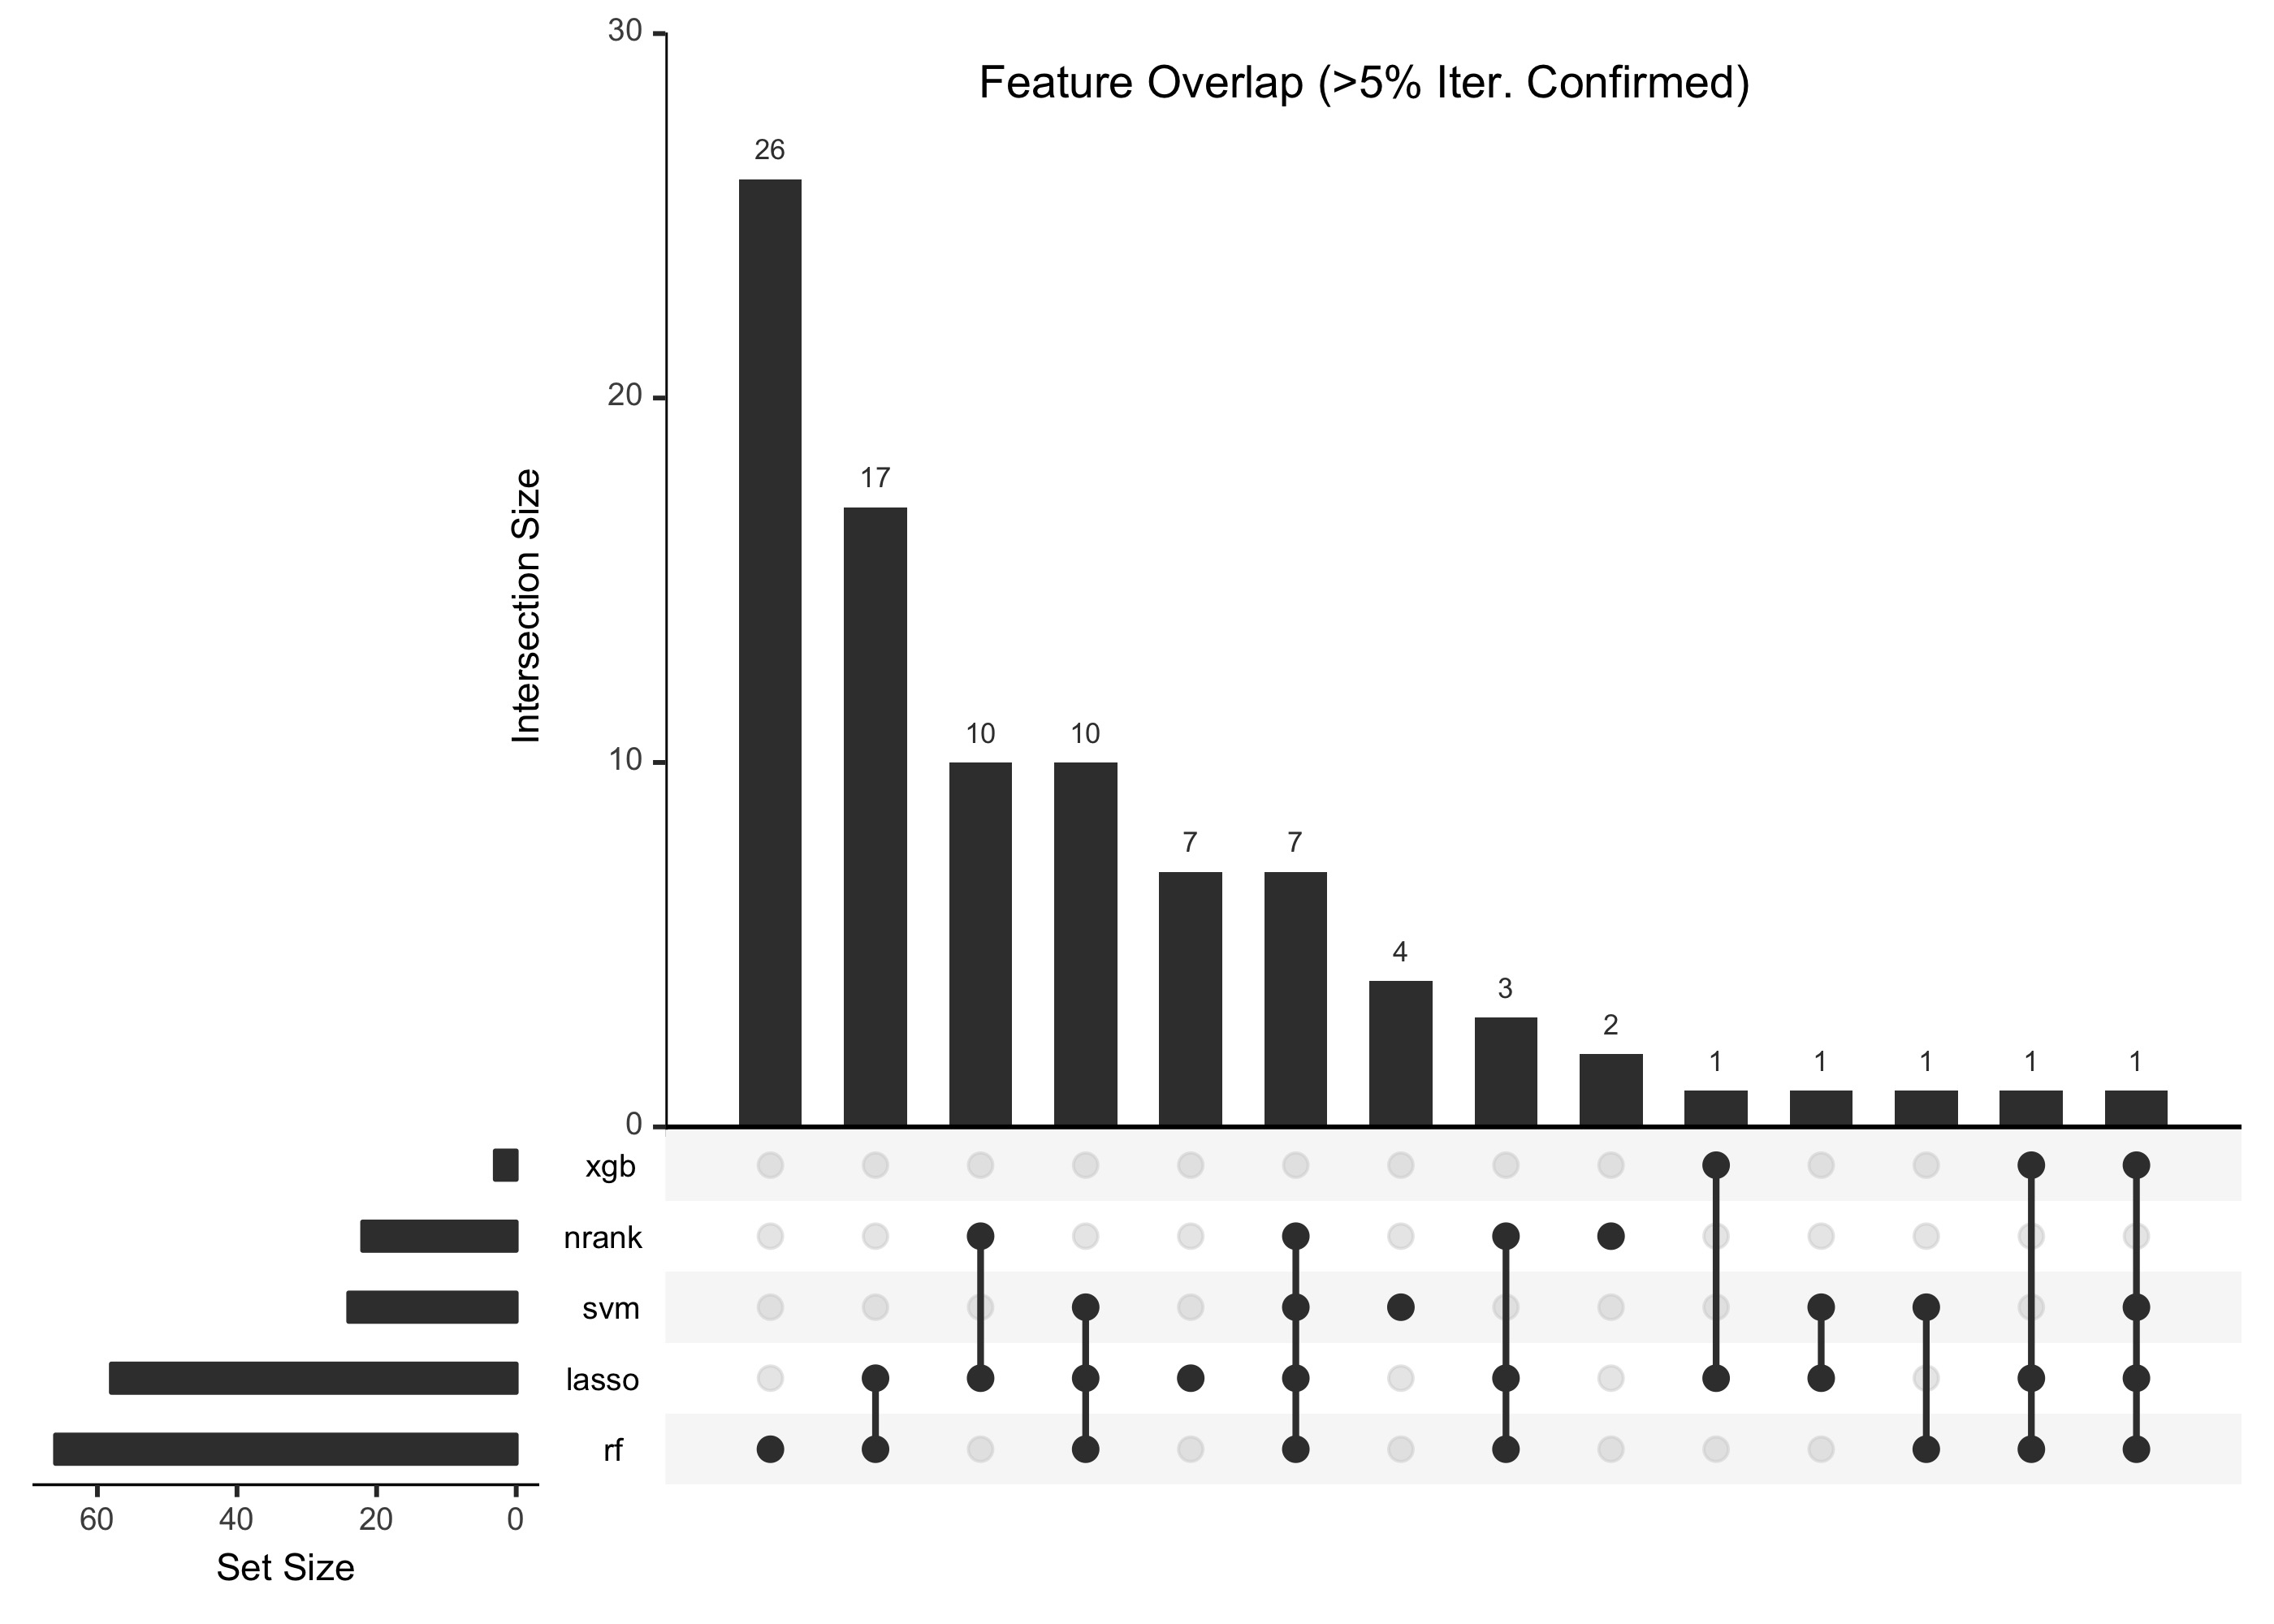 Feature Overlap (>5% Iter. Confirmed)
30
20
10
0
Intersection Size
26
17
10
10
7
7
4
3
2
1
1
1
1
1
xgb
nrank
svm
lasso
rf
60 40 20 0
Set Size